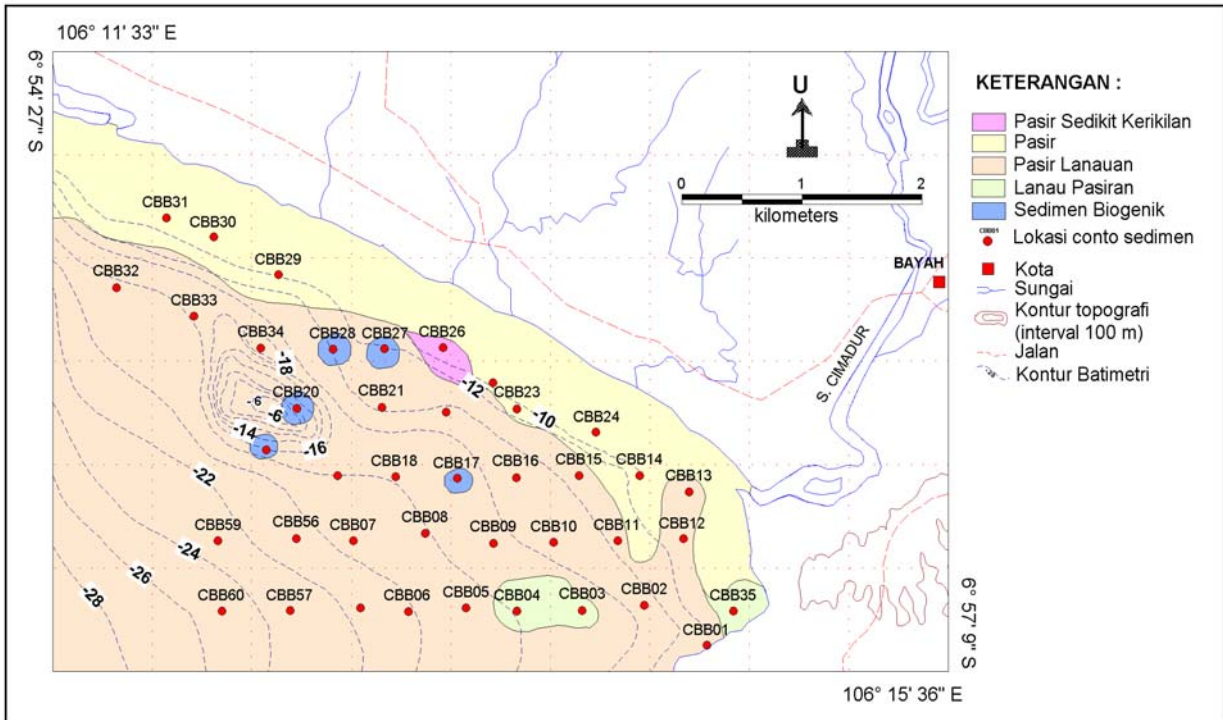 106° 11' 33" E
6° 54' 27" S
U
0 1 2
kilometers
BAYAH
S. CIMADUR
CBB31
CBB30
CBB29
CBB32
CBB33
CBB34
CBB28
CBB27
CBB26
-18
CBB20
-6
-6
CBB21
-12
CBB23
-10
CBB24
-14
-16
-22
CBB18
CBB17
CBB16
CBB15
CBB14
CBB13
CBB59
CBB56
CBB07
CBB08
CBB09
CBB10
CBB11
CBB12
-24
-26
-28
CBB60
CBB57
CBB06
CBB05
CBB04
CBB03
CBB02
CBB35
CBB01
6° 57' 9" S
106° 15' 36" E
KETERANGAN :
Pasir Sedikit Kerikilan
Pasir
Pasir Lanauan
Lanau Pasiran
Sedimen Biogenik
CBB01 Lokasi conto sedimen
Kota
Sungai
Kontur topografi
(interval 100 m)
Jalan
Kontur Batimetri